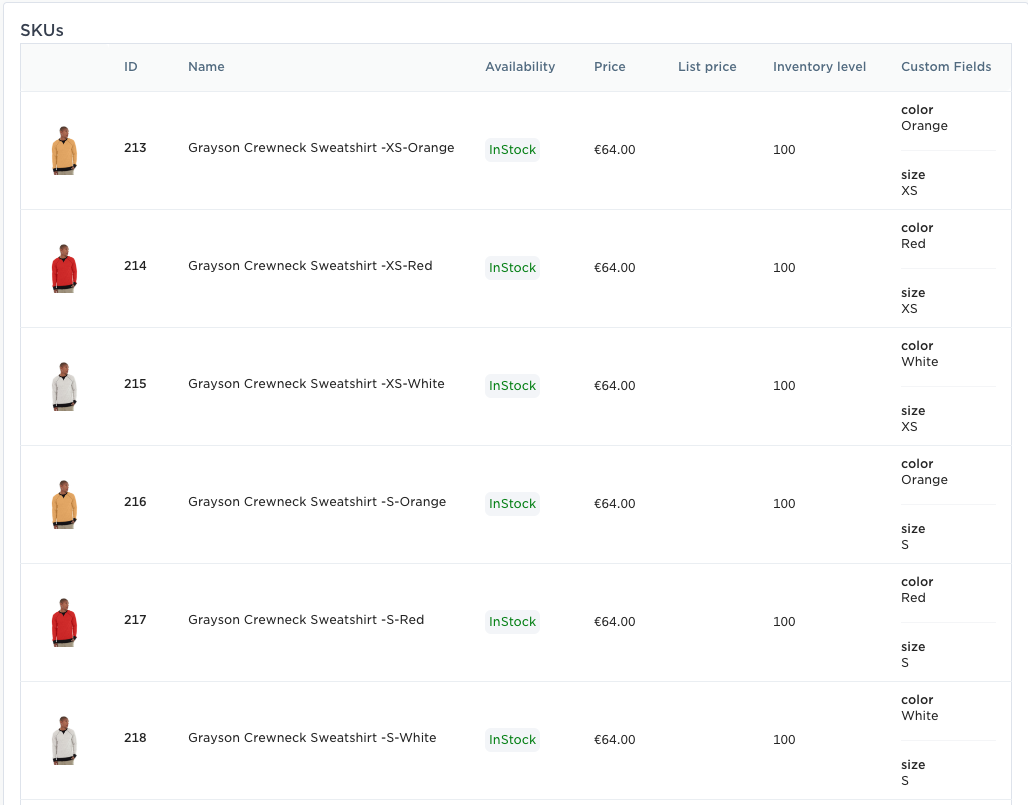 SKUs
ID Name Availability Price List price Inventory level Custom Fields
color
Orange
213 Grayson Crewneck Sweatshirt -XS-Orange InStock €64.00 100
size
XS
color
Red
214 Grayson Crewneck Sweatshirt -XS-Red InStock €64.00 100
size
XS
color
White
215 Grayson Crewneck Sweatshirt -XS-White InStock €64.00 100
size
XS
color
Orange
216 Grayson Crewneck Sweatshirt -S-Orange InStock €64.00 100
size
S
color
Red
217 Grayson Crewneck Sweatshirt -S-Red InStock €64.00 100
size
S
color
White
218 Grayson Crewneck Sweatshirt -S-White InStock €64.00 100
size
S